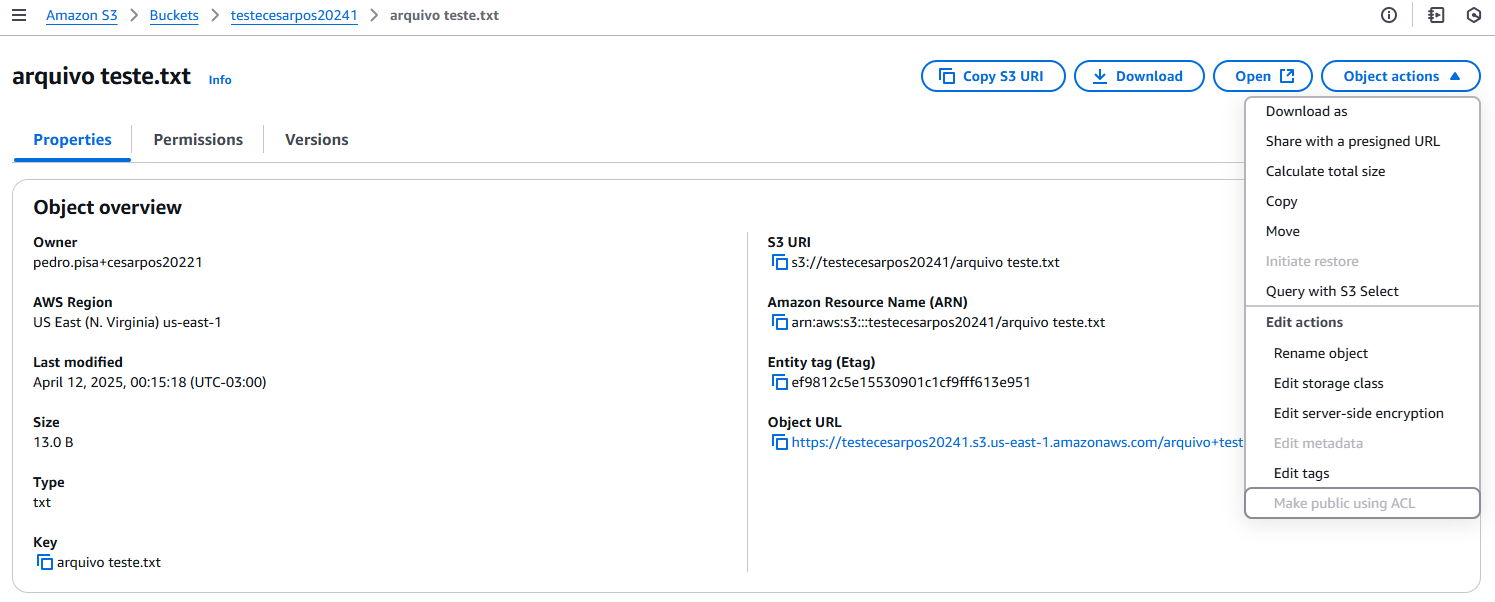 Amazon S3 > Buckets > testecesarpos20241 > arquivo teste.txt
arquivo teste.txt Info
Copy S3 URI Download Open Object actions
Properties Permissions Versions
Download as
Share with a presigned URL
Calculate total size
Copy
Move
Initiate restore
Query with S3 Select
Edit actions
Rename object
Edit storage class
Edit server-side encryption
Edit metadata
Edit tags
Make public using ACL
Object overview
Owner
pedro.pisa+cesarpos20221
AWS Region
US East (N. Virginia) us-east-1
Last modified
April 12, 2025, 00:15:18 (UTC-03:00)
Size
13.0 B
Type
txt
Key
arquivo teste.txt
S3 URI
s3://testecesarpos20241/arquivo teste.txt
Amazon Resource Name (ARN)
arn:aws:s3:::testecesarpos20241/arquivo teste.txt
Entity tag (Etag)
ef9812c5e15530901c1cf9fff613e951
Object URL
https://testecesarpos20241.s3.us-east-1.amazonaws.com/arquivo+test